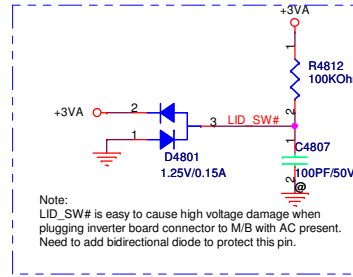 +3VA
1
R4812
100KOh
2
+3VA
2
3
LID_SW#
1
1
D4801
1.25V/0.15A
C4807
100PF/50V
2
@
Note:
LID_SW# is easy to cause high voltage damage when
plugging inverter board connector to M/B with AC present.
Need to add bidirectional diode to protect this pin.